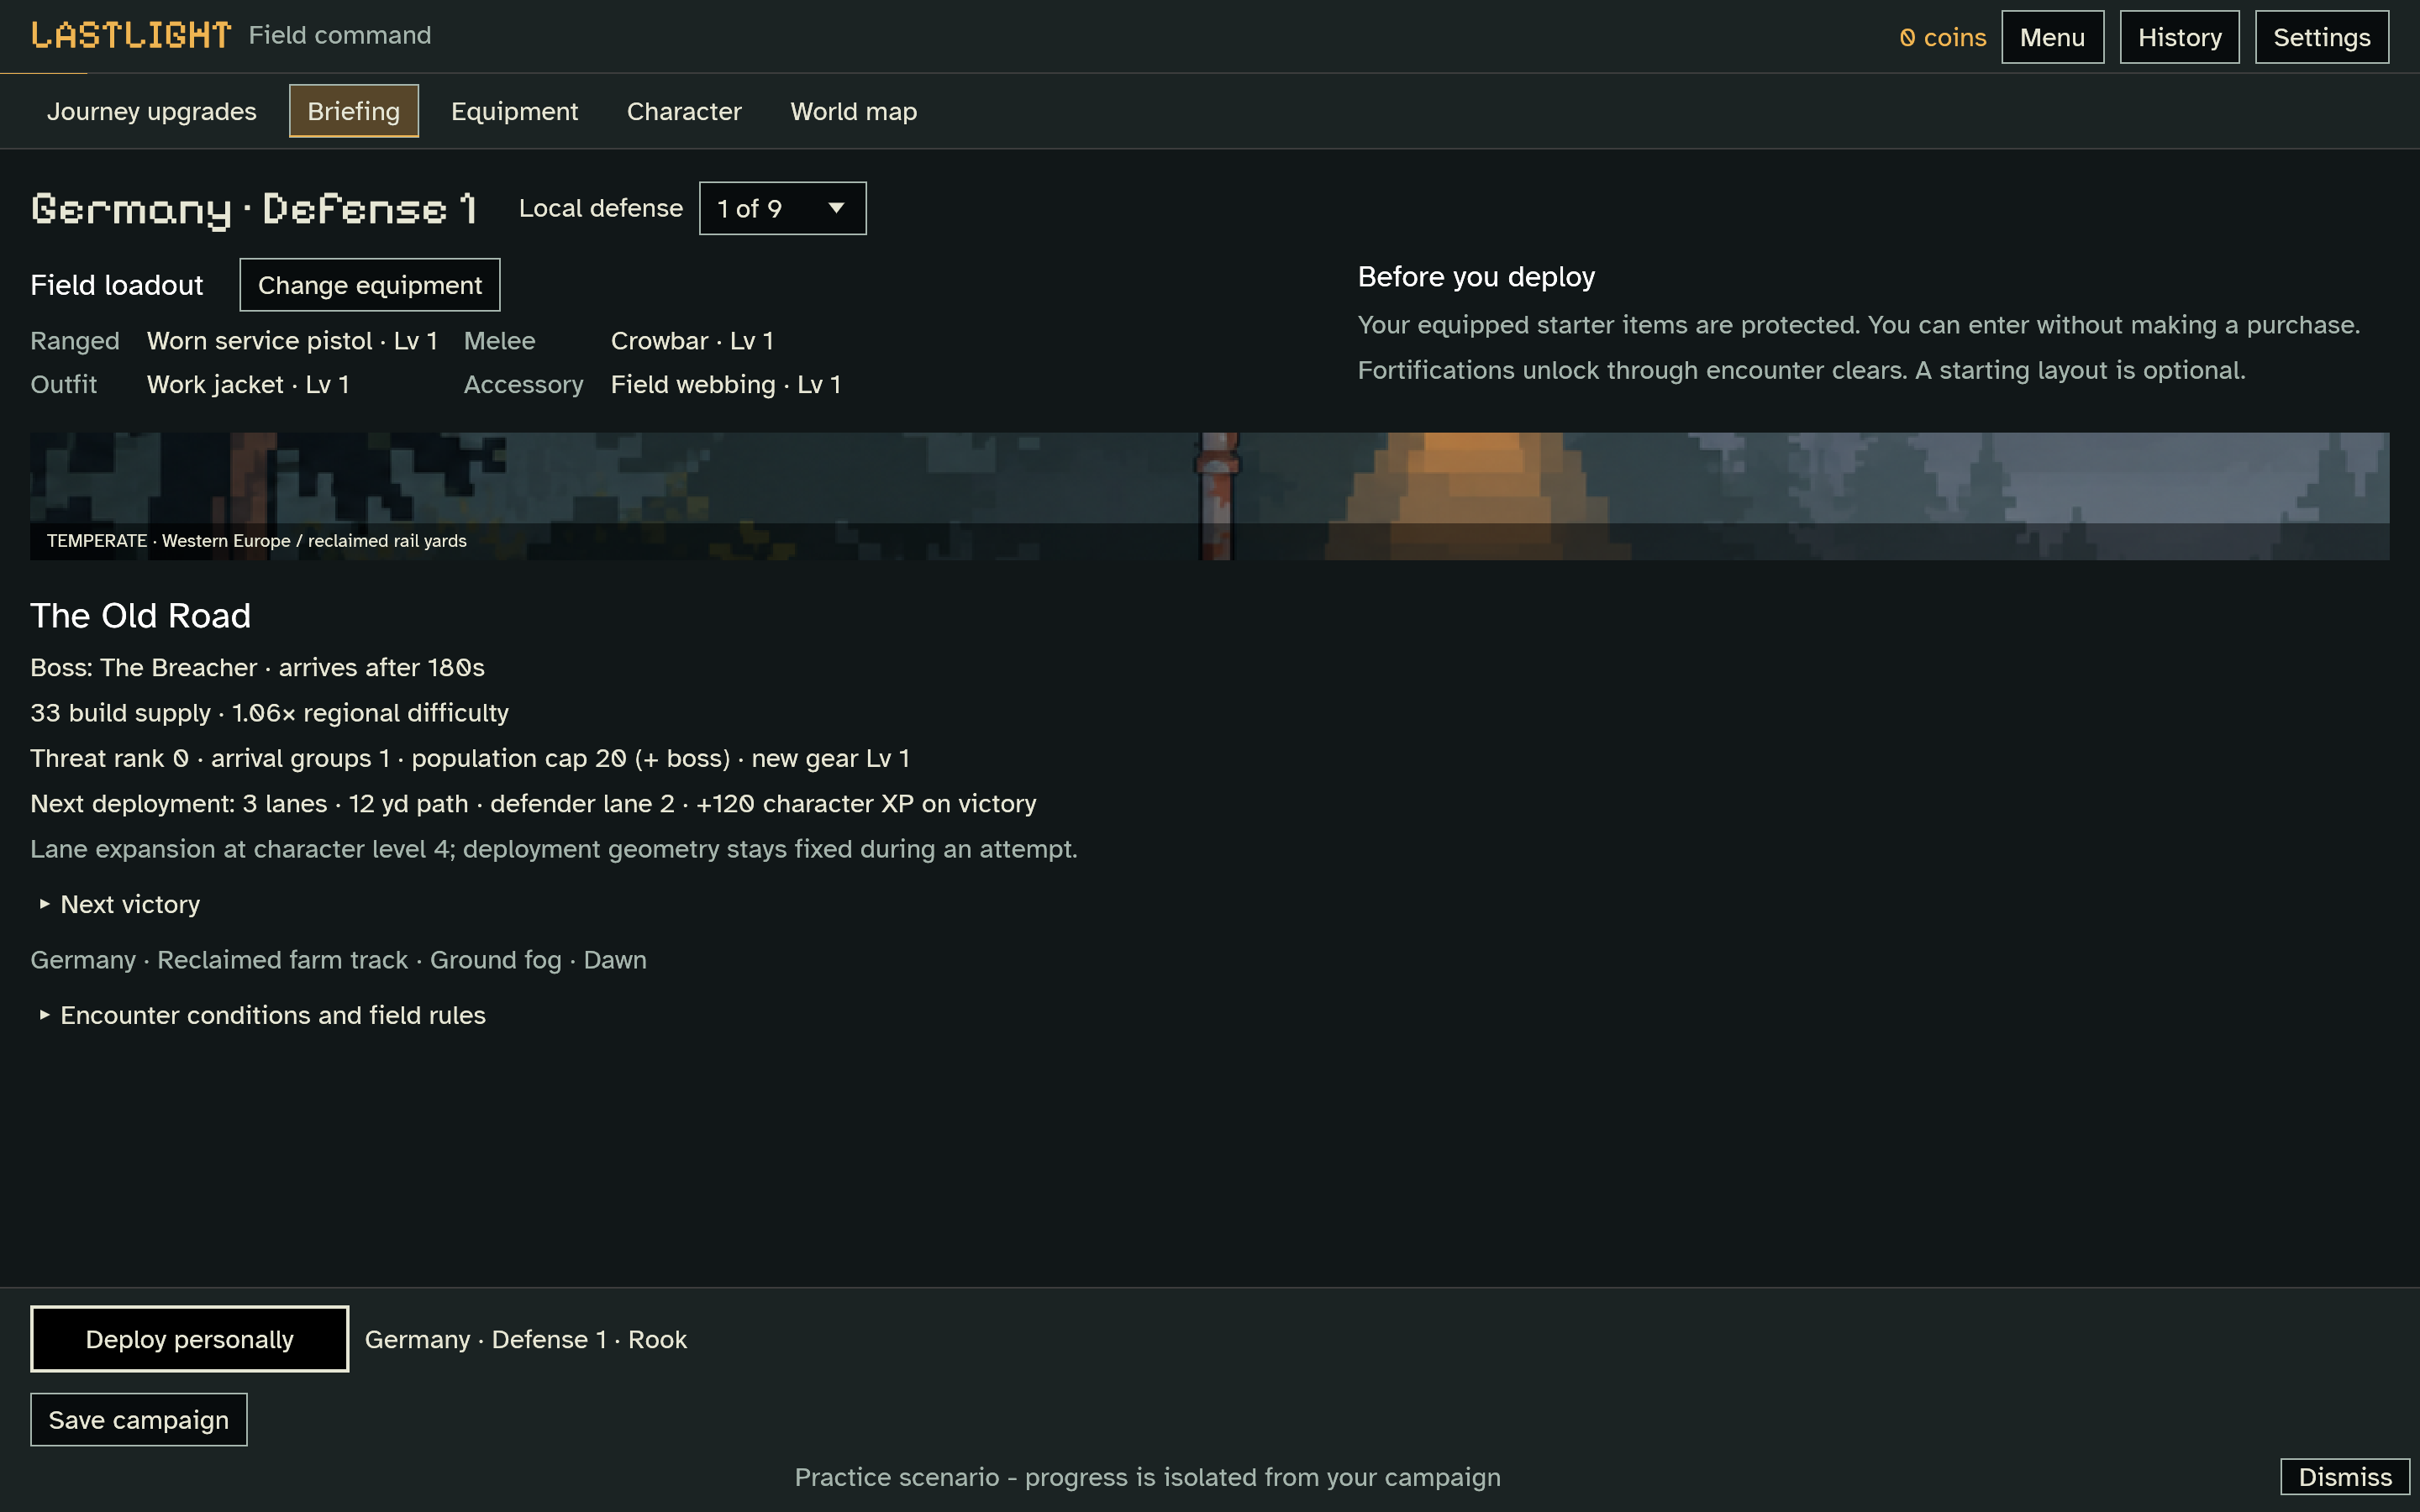 LASTLIGHT Field command
0 coins Menu History Settings
Journey upgrades Briefing Equipment Character World map
Germany · Defense 1 Local defense 1 of 9
Field loadout Change equipment
Ranged Worn service pistol · Lv 1 Melee Crowbar · Lv 1
Outfit Work jacket · Lv 1 Accessory Field webbing · Lv 1
Before you deploy
Your equipped starter items are protected. You can enter without making a purchase.
Fortifications unlock through encounter clears. A starting layout is optional.
TEMPERATE · Western Europe / reclaimed rail yards
The Old Road
Boss: The Breacher · arrives after 180s
33 build supply · 1.06× regional difficulty
Threat rank 0 · arrival groups 1 · population cap 20 (+ boss) · new gear Lv 1
Next deployment: 3 lanes · 12 yd path · defender lane 2 · +120 character XP on victory
Lane expansion at character level 4; deployment geometry stays fixed during an attempt.
Next victory
Germany · Reclaimed farm track · Ground fog · Dawn
Encounter conditions and field rules
Deploy personally Germany · Defense 1 · Rook
Save campaign
Practice scenario - progress is isolated from your campaign
Dismiss